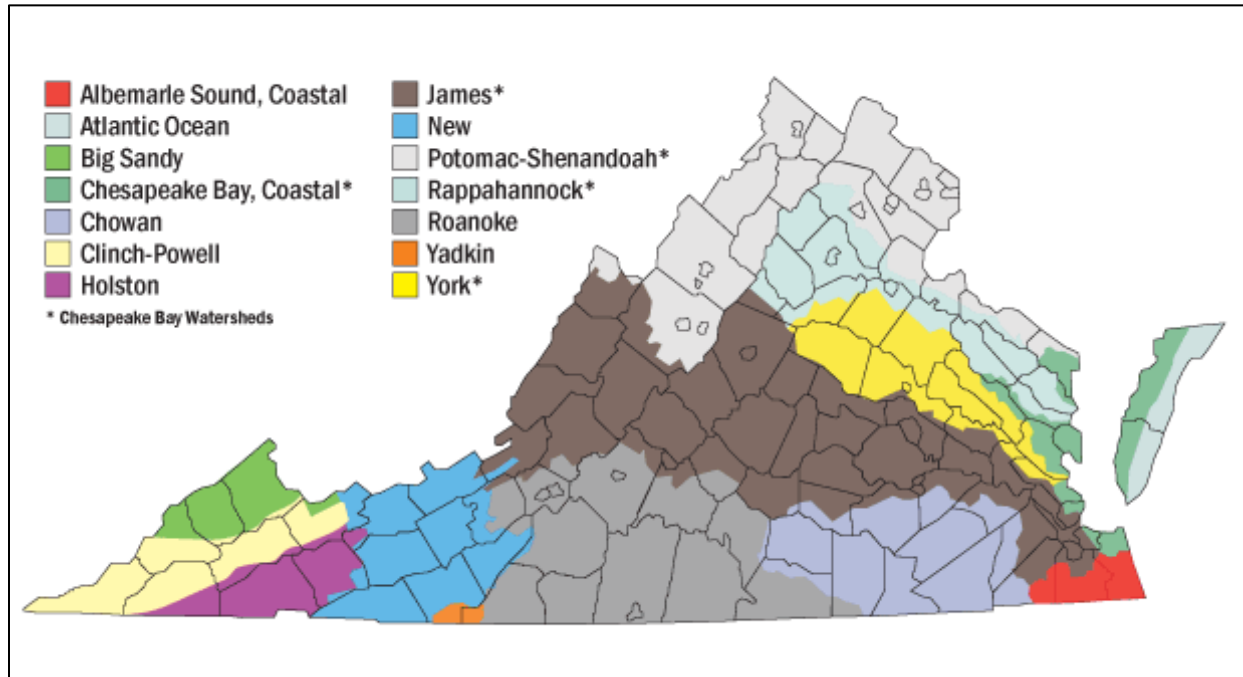 Albemarle Sound, Coastal
Atlantic Ocean
Big Sandy
Chesapeake Bay, Coastal*
Chowan
Clinch-Powell
Holston
* Chesapeake Bay Watersheds
James*
New
Potomac-Shenandoah*
Rappahannock*
Roanoke
Yadkin
York*